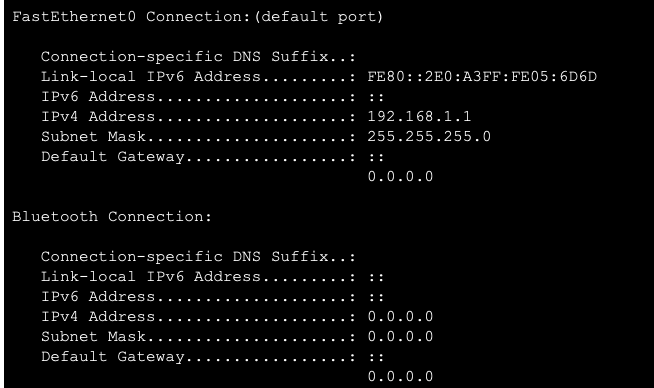 FastEthernet0 Connection:(default port)
Connection-specific DNS Suffix..:
Link-local IPv6 Address.........: FE80::2E0:A3FF:FE05:6D6D
IPv6 Address....................: ::
IPv4 Address....................: 192.168.1.1
Subnet Mask.....................: 255.255.255.0
Default Gateway.................: ::
0.0.0.0
Bluetooth Connection:
Connection-specific DNS Suffix..:
Link-local IPv6 Address.........: ::
IPv6 Address....................: ::
IPv4 Address....................: 0.0.0.0
Subnet Mask.....................: 0.0.0.0
Default Gateway.................: ::
0.0.0.0